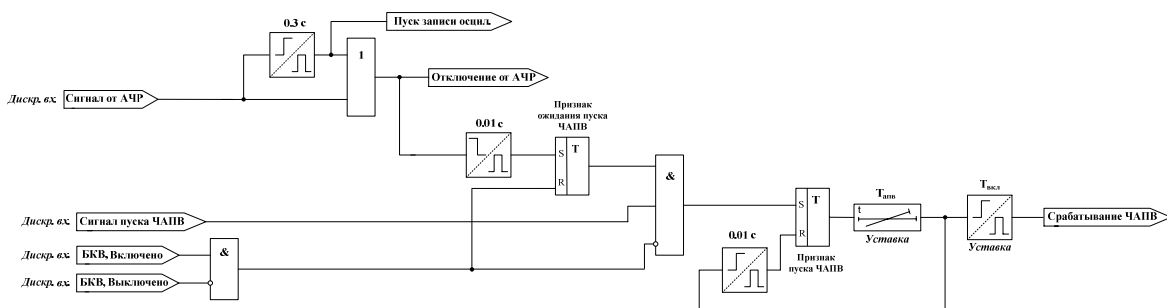 0.3 с
Пуск записи осцил.
1
Отключение от АЧР
Дискр. вх.
Сигнал от АЧР
0.01 с
Признак
ожидания пуска
ЧАПВ
S
T
R
&
Дискр. вх.
Сигнал пуска ЧАПВ
S
T
R
Tапв
t
Уставка
Tвкл
Уставка
Срабатывание ЧАПВ
Дискр. вх.
БКВ, Включено
&
0.01 с
Признак
пуска ЧАПВ
Дискр. вх.
БКВ, Выключено